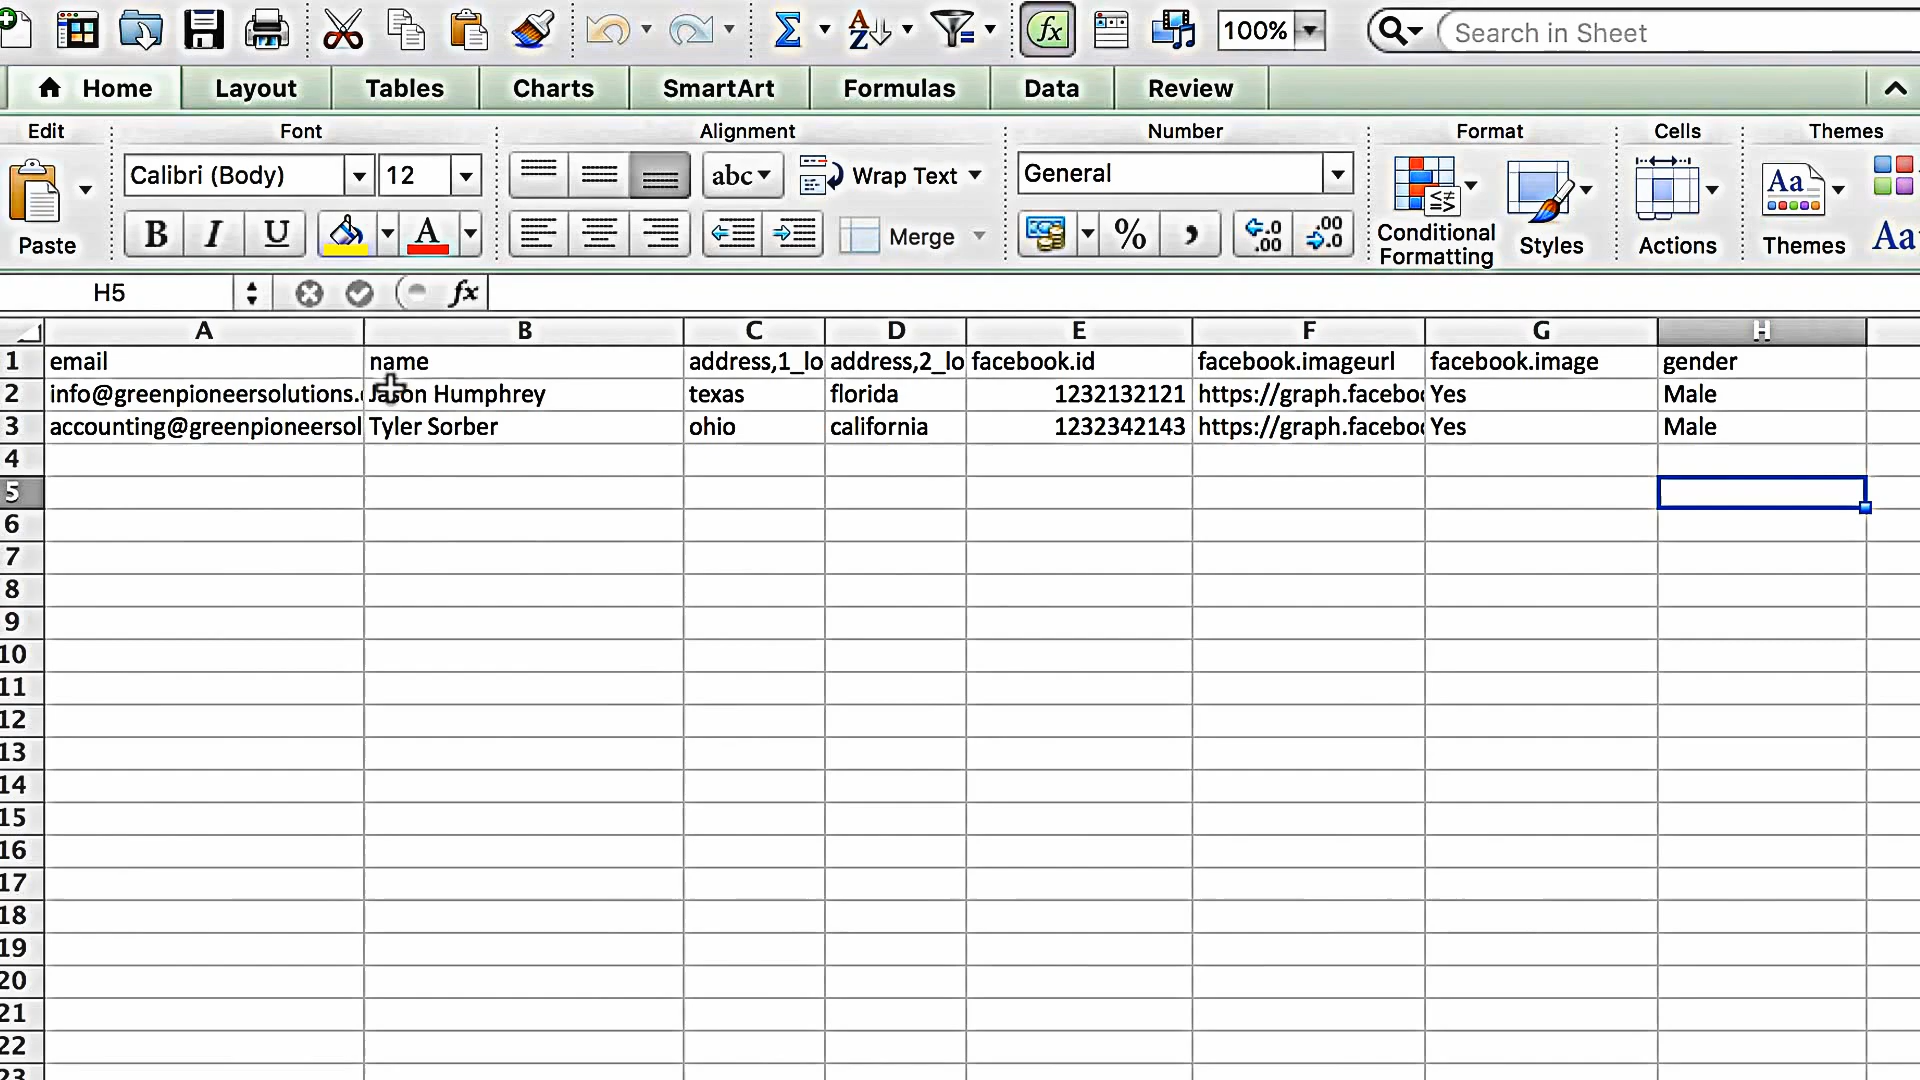 100% Search in Sheet
Home Layout Tables Charts SmartArt Formulas Data Review
Edit Font Alignment Number Format Cells Themes
Calibri (Body) 12 abc Wrap Text General
Paste B I U A Merge % , Conditional Formatting Styles Actions Themes Aa
H5 fx
A B C D E F G H
1 email name address,1_lo address,2_lo facebook.id facebook.imageurl facebook.image gender
2 info@greenpioneersolutions. Jason Humphrey texas florida 1232132121 https://graph.faceboo Yes Male
3 accounting@greenpioneersol Tyler Sorber ohio california 1232342143 https://graph.faceboo Yes Male
4
5
6
7
8
9
10
11
12
13
14
15
16
17
18
19
20
21
22
23